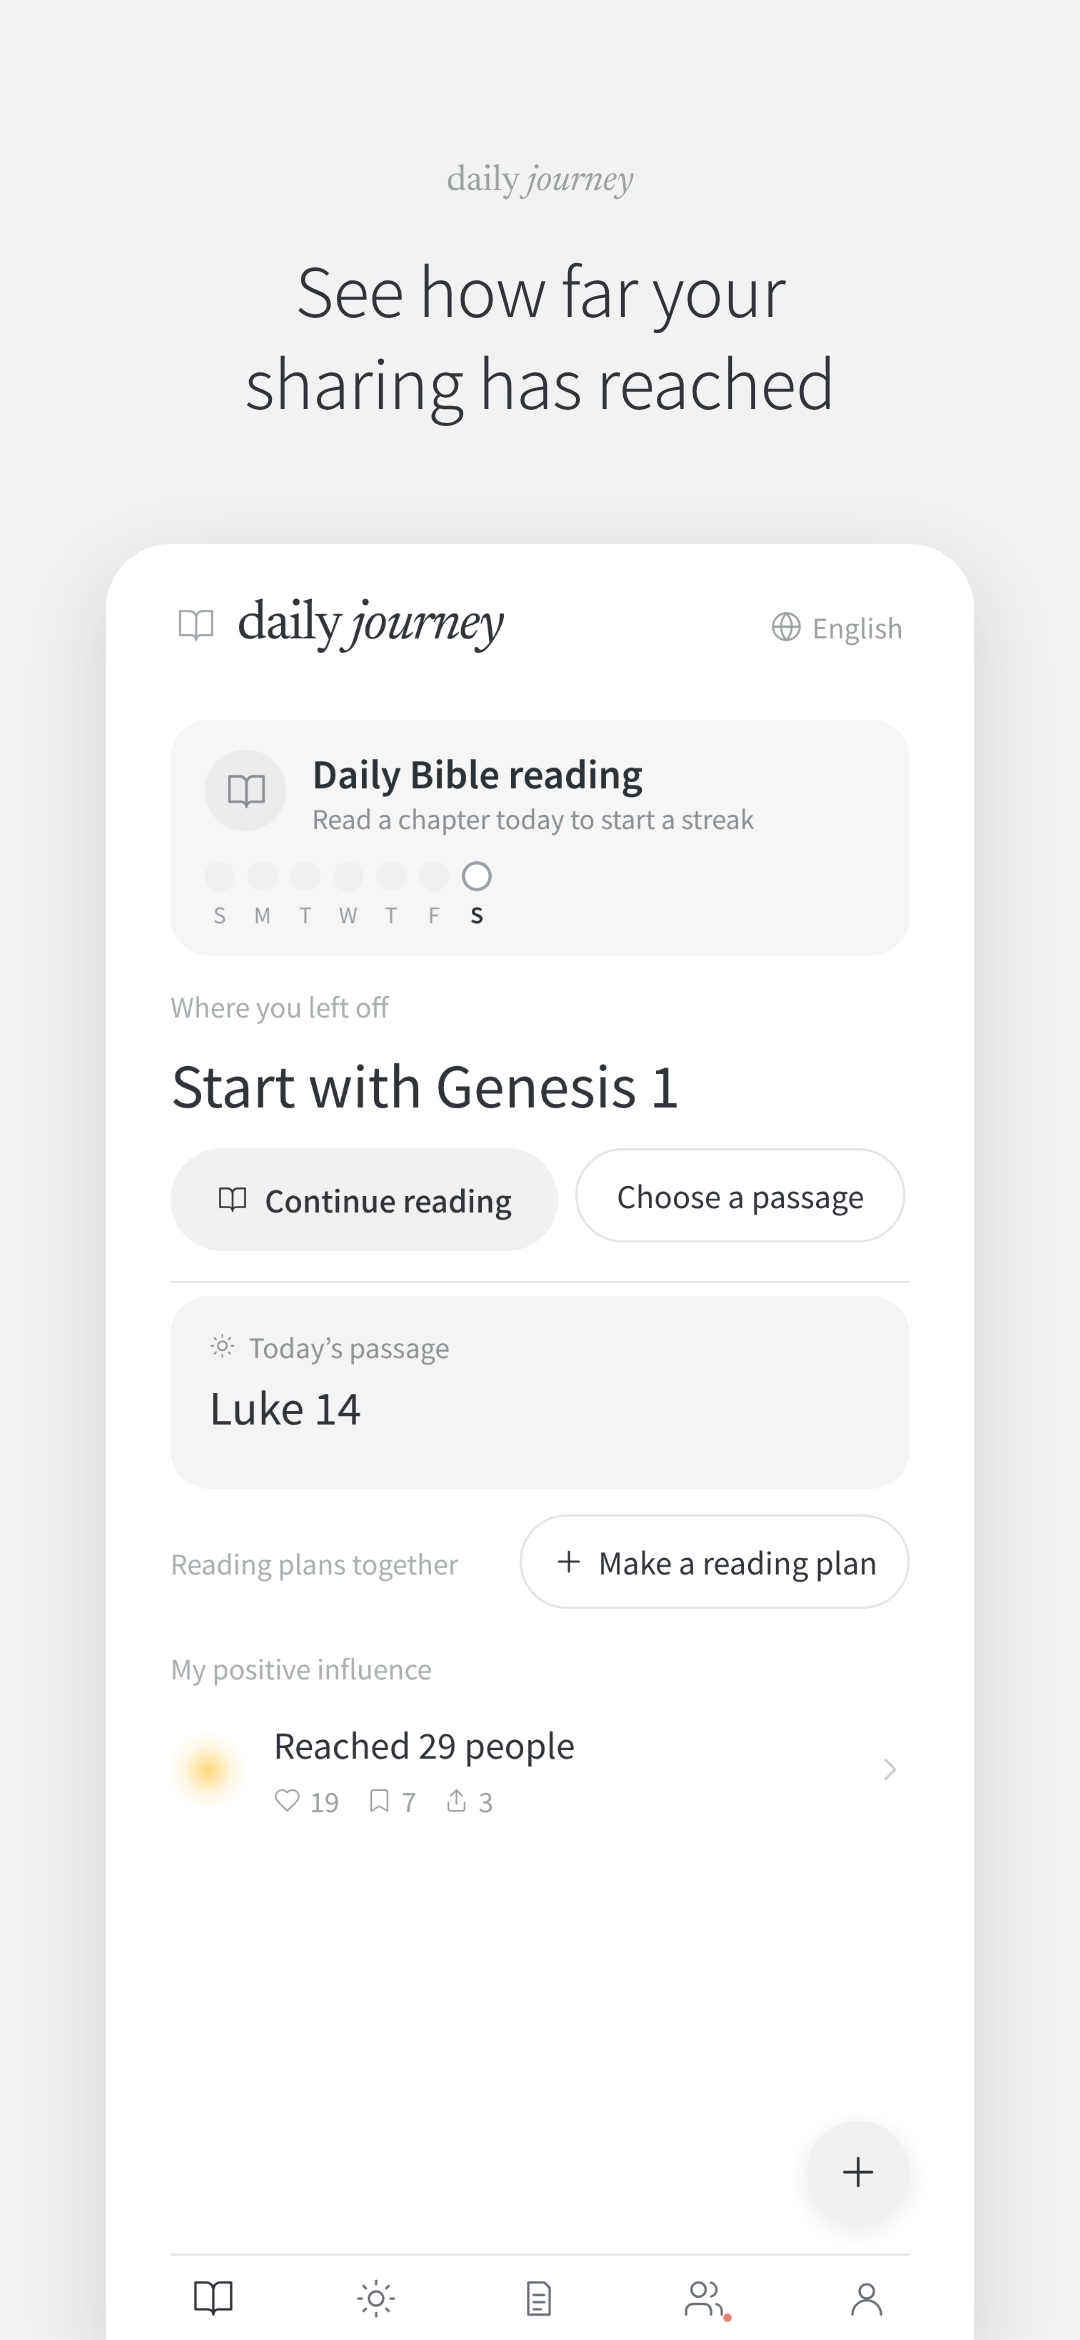 daily journey
See how far your
sharing has reached
daily journey
English
Daily Bible reading
Read a chapter today to start a streak
S M T W T F S
Where you left off
Start with Genesis 1
Continue reading
Choose a passage
Today’s passage
Luke 14
Reading plans together
Make a reading plan
My positive influence
Reached 29 people
19 7 3